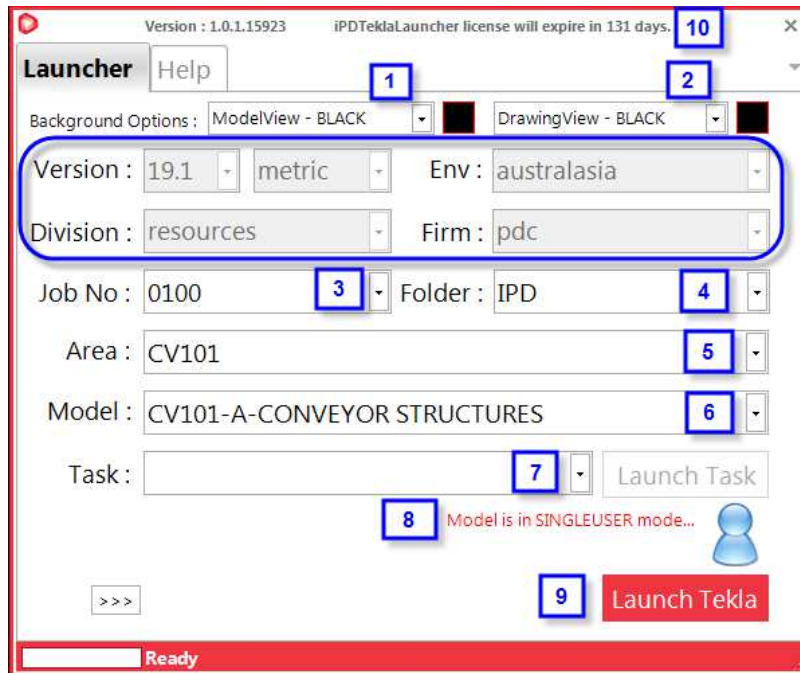 Version : 1.0.1.15923 iPDTeklaLauncher license will expire in 131 days. 10 ×
Launcher Help
1 2
Background Options : ModelView - BLACK DrawingView - BLACK
Version : 19.1 metric Env : australasia
Division : resources Firm : pdc
Job No : 0100 3 Folder : IPD 4
Area : CV101 5
Model : CV101-A-CONVEYOR STRUCTURES 6
Task : 7 Launch Task
8 Model is in SINGLEUSER mode...
>>> 9 Launch Tekla
Ready